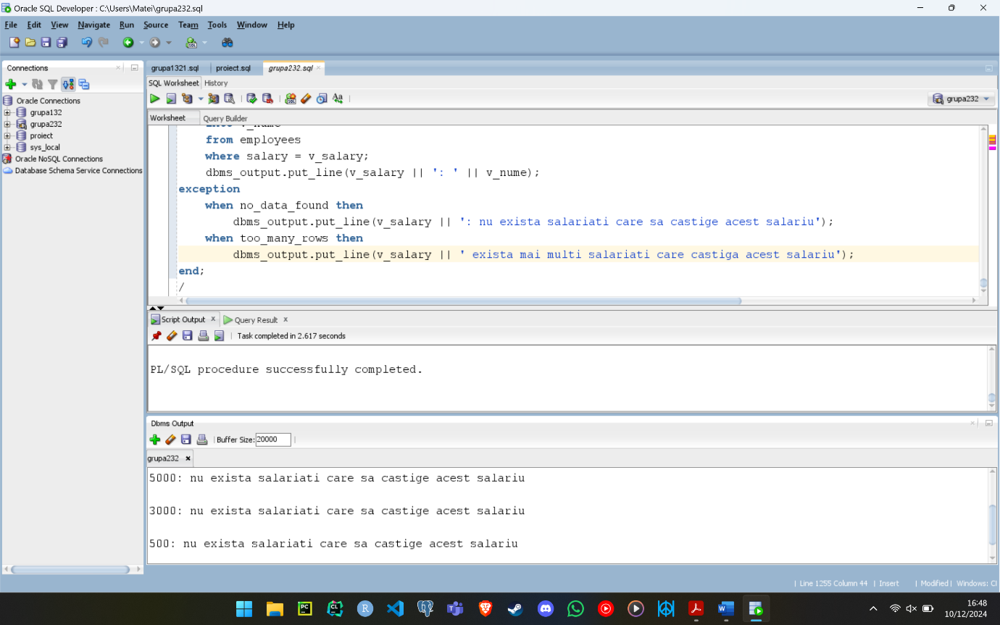 Oracle SQL Developer : C:\Users\Matei\grupa232.sql
File Edit View Navigate Run Source Team Tools Window Help
Connections
Oracle Connections
grupa132
grupa232
proiect
sys_local
Oracle NoSQL Connections
Database Schema Service Connections
grupa1321.sql proiect.sql grupa232.sql
SQL Worksheet History
grupa232
Worksheet Query Builder
from employees
where salary = v_salary;
dbms_output.put_line(v_salary || ': ' || v_nume);
exception
when no_data_found then
dbms_output.put_line(v_salary || ': nu exista salariati care sa castige acest salariu');
when too_many_rows then
dbms_output.put_line(v_salary || ' exista mai multi salariati care castiga acest salariu');
end;
/
Script Output x Query Result x
Task completed in 2.617 seconds
PL/SQL procedure successfully completed.
Dbms Output
Buffer Size: 20000
grupa232
5000: nu exista salariati care sa castige acest salariu
3000: nu exista salariati care sa castige acest salariu
500: nu exista salariati care sa castige acest salariu
| Line 1255 Column 44 | Insert | Modified | Windows: Cl
16:48
10/12/2024